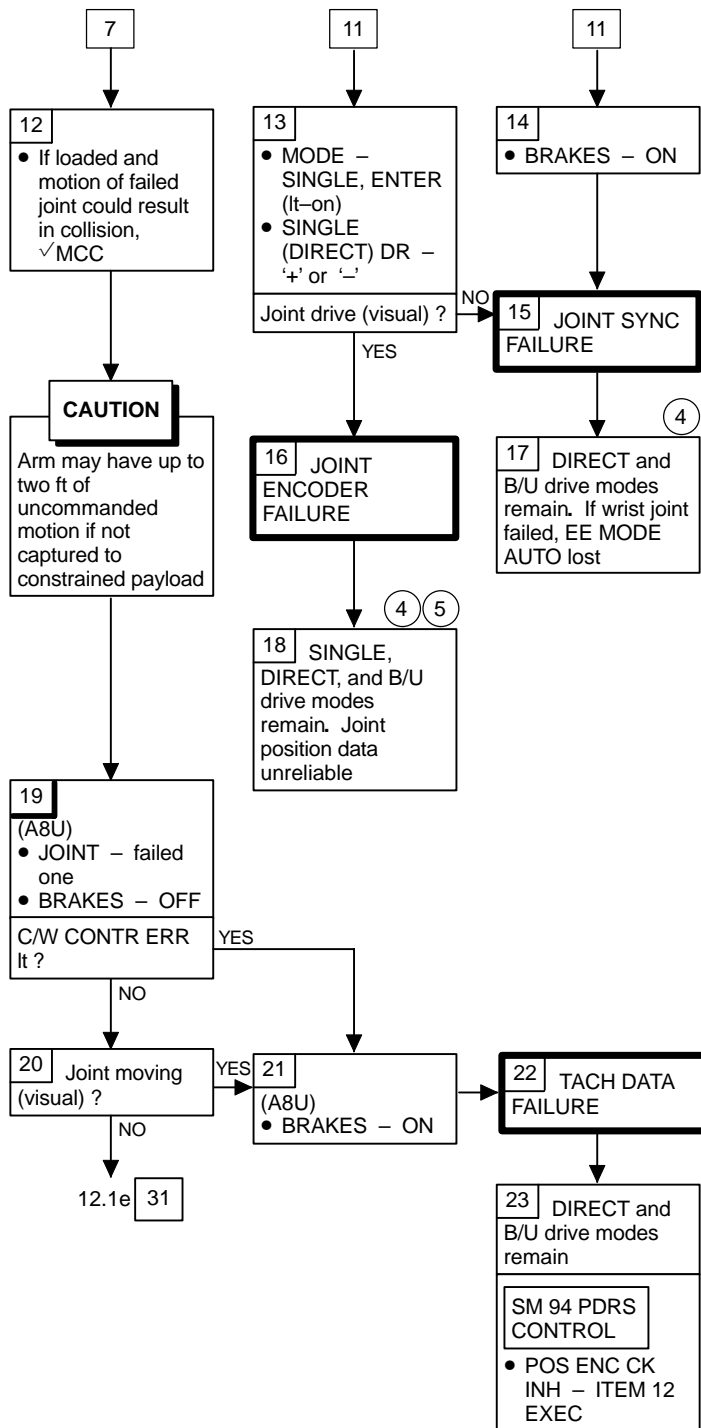 7
11
11
12
• If loaded and
motion of failed
joint could result
in collision,
√MCC
13
• MODE –
SINGLE, ENTER
(lt–on)
• SINGLE
(DIRECT) DR –
‘+’ or ‘–’
Joint drive (visual) ?
NO
YES
14
• BRAKES – ON
15 JOINT SYNC
FAILURE
CAUTION
Arm may have up to
two ft of
uncommanded
motion if not
captured to
constrained payload
16 JOINT
ENCODER
FAILURE
4
17 DIRECT and
B/U drive modes
remain. If wrist joint
failed, EE MODE
AUTO lost
4 5
18 SINGLE,
DIRECT, and B/U
drive modes
remain. Joint
position data
unreliable
19
(A8U)
• JOINT – failed
one
• BRAKES – OFF
C/W CONTR ERR
lt ?
YES
NO
20 Joint moving
(visual) ?
YES
NO
12.1e 31
21
(A8U)
• BRAKES – ON
22 TACH DATA
FAILURE
23 DIRECT and
B/U drive modes
remain
SM 94 PDRS
CONTROL
• POS ENC CK
INH – ITEM 12
EXEC